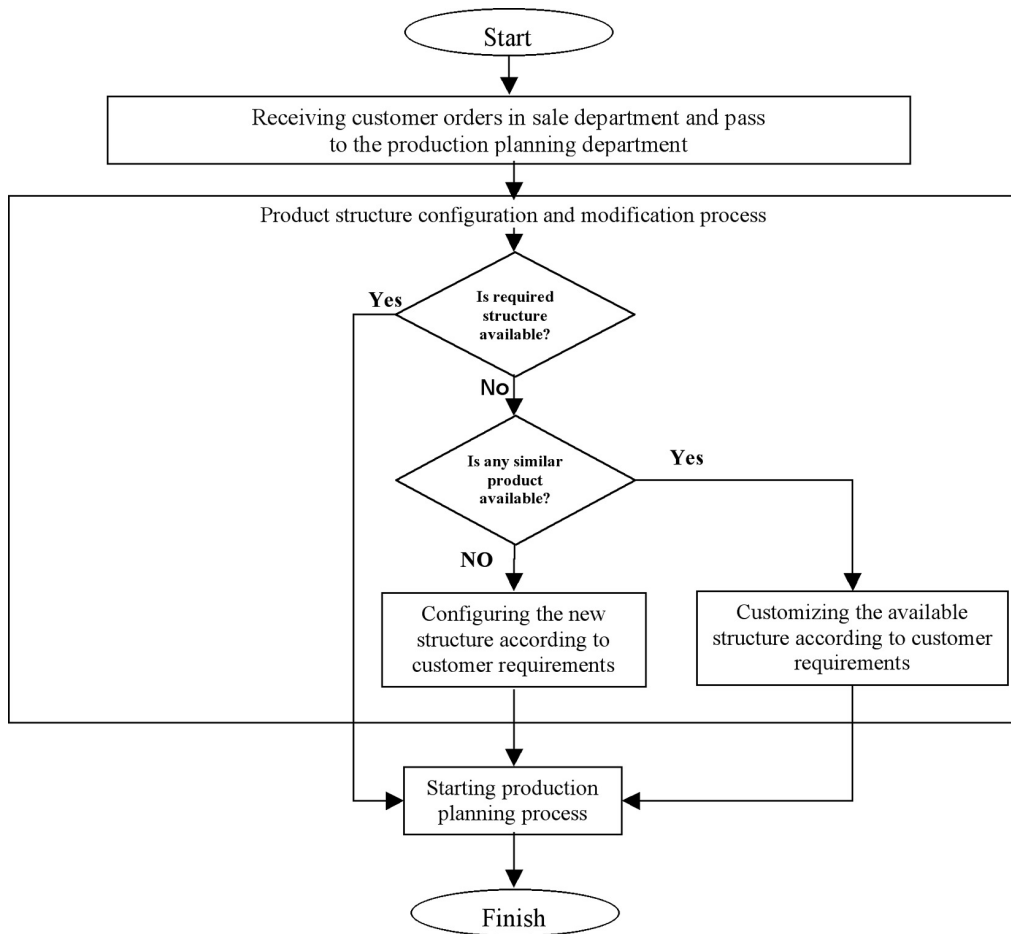 Start
Receiving customer orders in sale department and pass
to the production planning department
Product structure configuration and modification process
Yes
Is required
structure
available?
No
Is any similar
product
available?
Yes
NO
Configuring the new
structure according to
customer requirements
Customizing the available
structure according to customer
requirements
Starting production
planning process
Finish